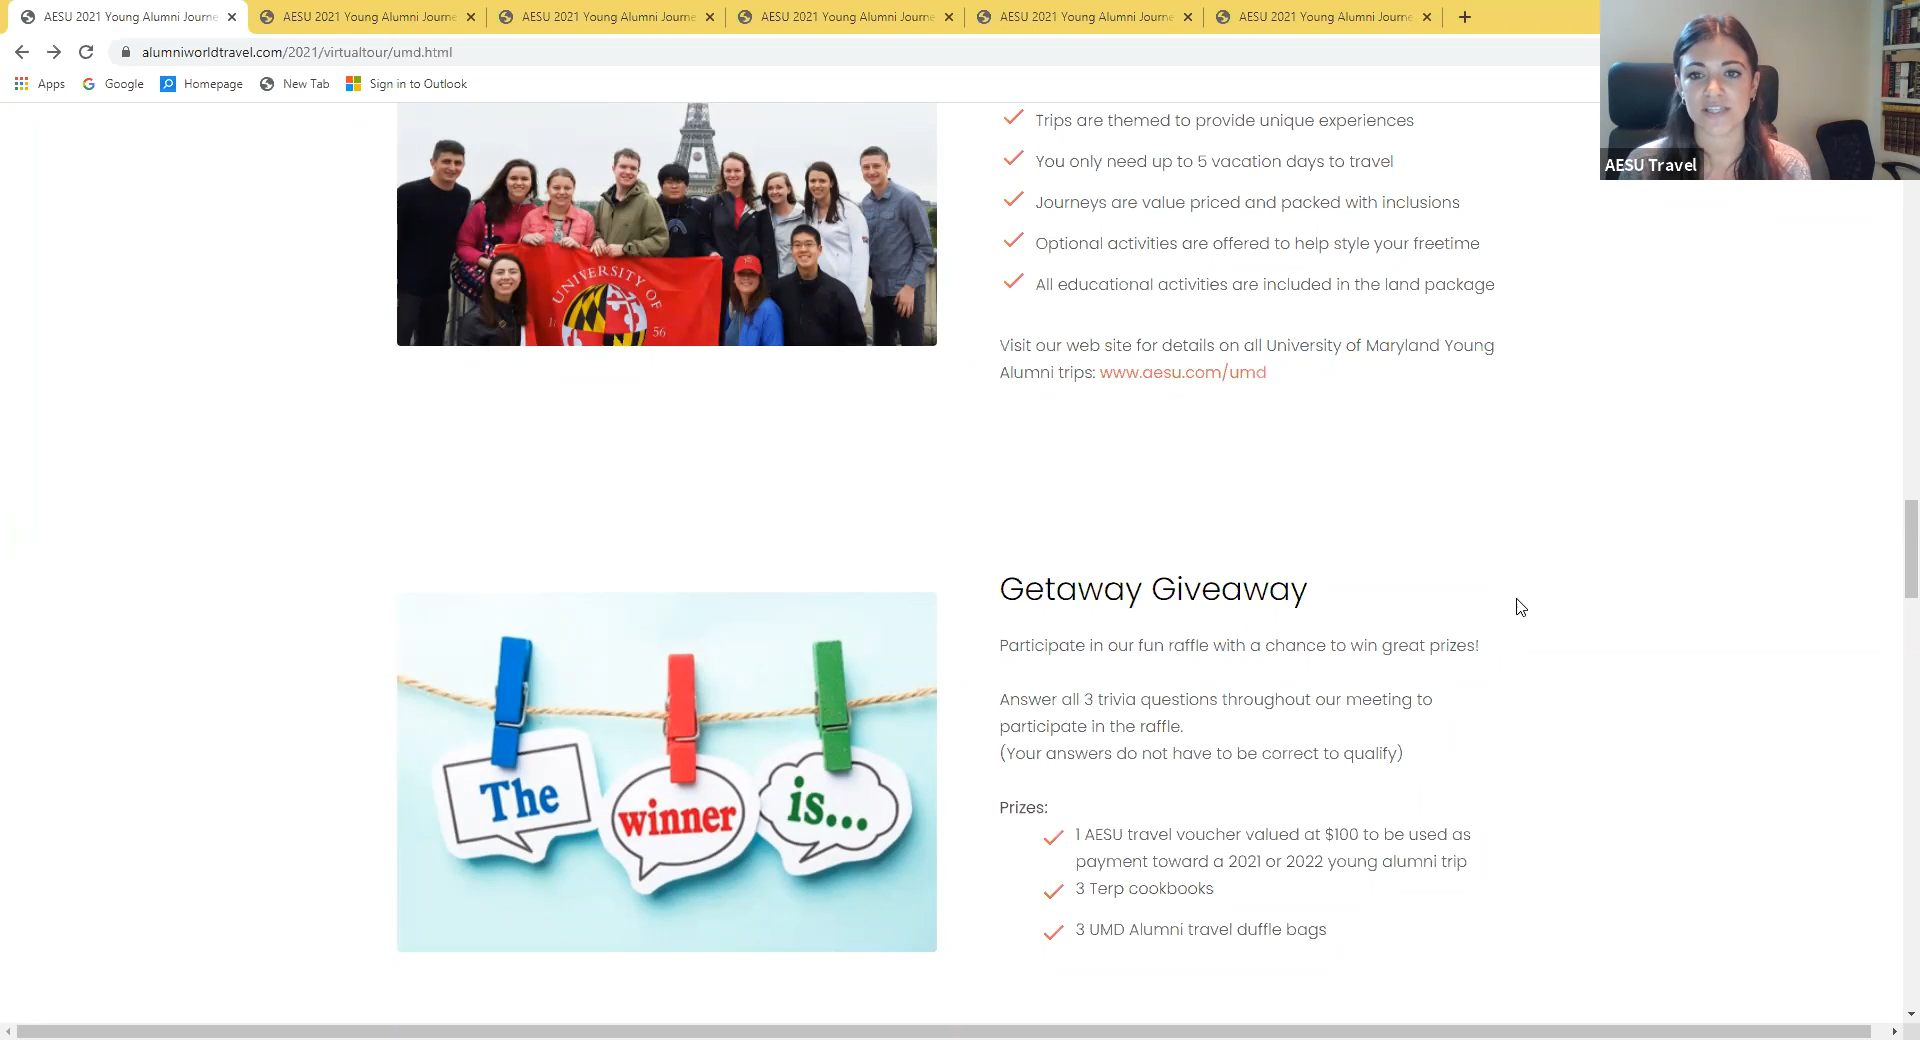 AESU 2021 Young Alumni Journe
AESU 2021 Young Alumni Journe
AESU 2021 Young Alumni Journe
AESU 2021 Young Alumni Journe
AESU 2021 Young Alumni Journe
AESU 2021 Young Alumni Journe
alumniworldtravel.com/2021/virtualtour/umd.html
Apps
Google
Homepage
New Tab
Sign in to Outlook
AESU Travel
UNIVERSITY OF
18 56
Trips are themed to provide unique experiences
You only need up to 5 vacation days to travel
Journeys are value priced and packed with inclusions
Optional activities are offered to help style your freetime
All educational activities are included in the land package
Visit our web site for details on all University of Maryland Young
Alumni trips: www.aesu.com/umd
The
winner
is...
Getaway Giveaway
Participate in our fun raffle with a chance to win great prizes!
Answer all 3 trivia questions throughout our meeting to
participate in the raffle.
(Your answers do not have to be correct to qualify)
Prizes:
1 AESU travel voucher valued at $100 to be used as
payment toward a 2021 or 2022 young alumni trip
3 Terp cookbooks
3 UMD Alumni travel duffle bags